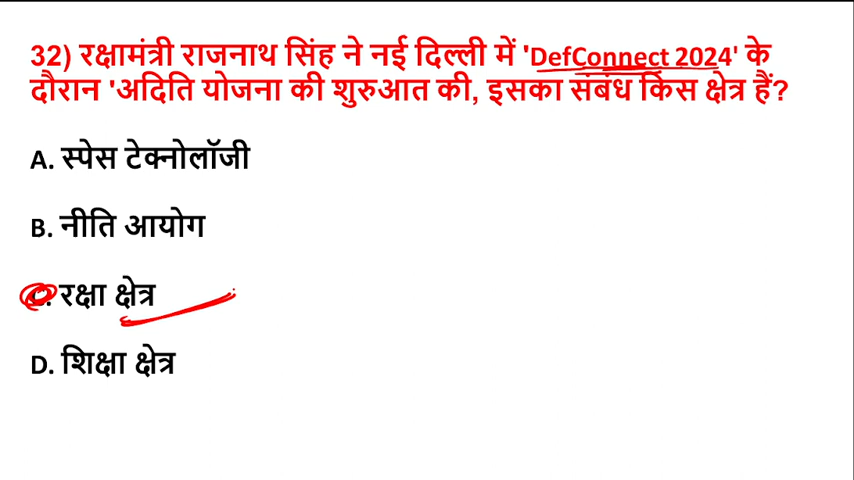 32) रक्षामंत्री राजनाथ सिंह ने नई दिल्ली में 'DefConnect 2024' के
दौरान 'अदिति योजना की शुरुआत की, इसका संबंध किस क्षेत्र हैं?
A. स्पेस टेक्नोलॉजी
B. नीति आयोग
C. रक्षा क्षेत्र
D. शिक्षा क्षेत्र